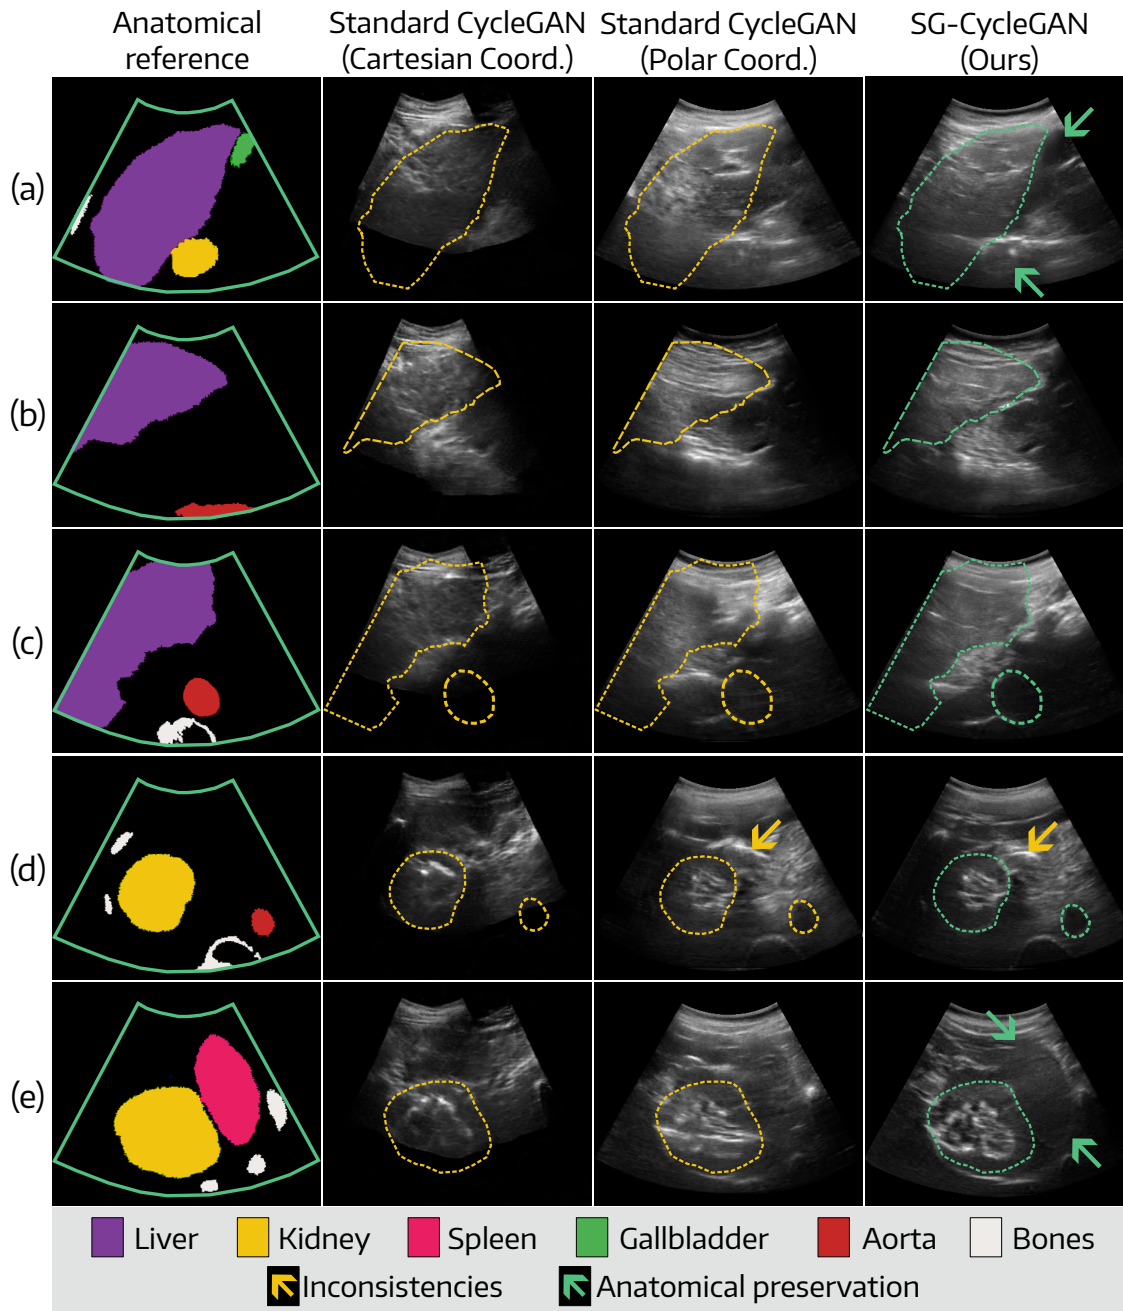 Anatomical reference
Standard CycleGAN (Cartesian Coord.)
Standard CycleGAN (Polar Coord.)
SG-CycleGAN (Ours)
(a)
(b)
(c)
(d)
(e)
Liver Kidney Spleen Gallbladder Aorta Bones
Inconsistencies Anatomical preservation